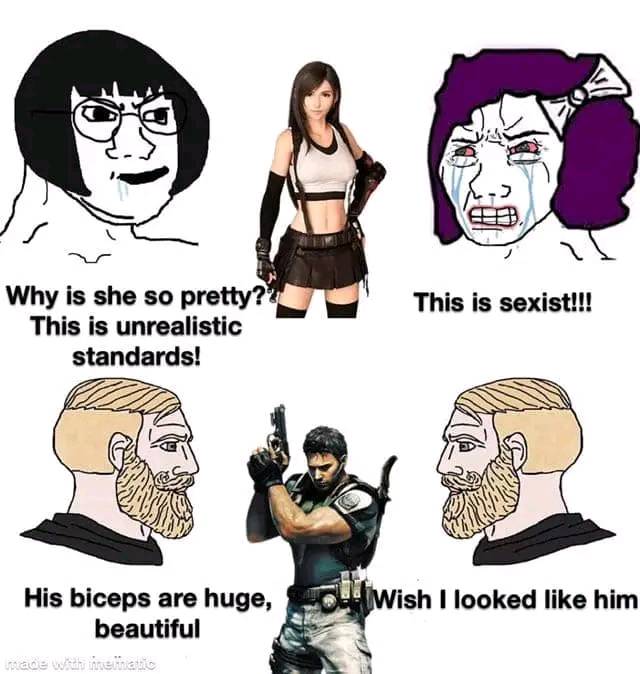 Why is she so pretty?
This is unrealistic
standards!
This is sexist!!!
His biceps are huge,
beautiful
Wish I looked like him
made with mematic